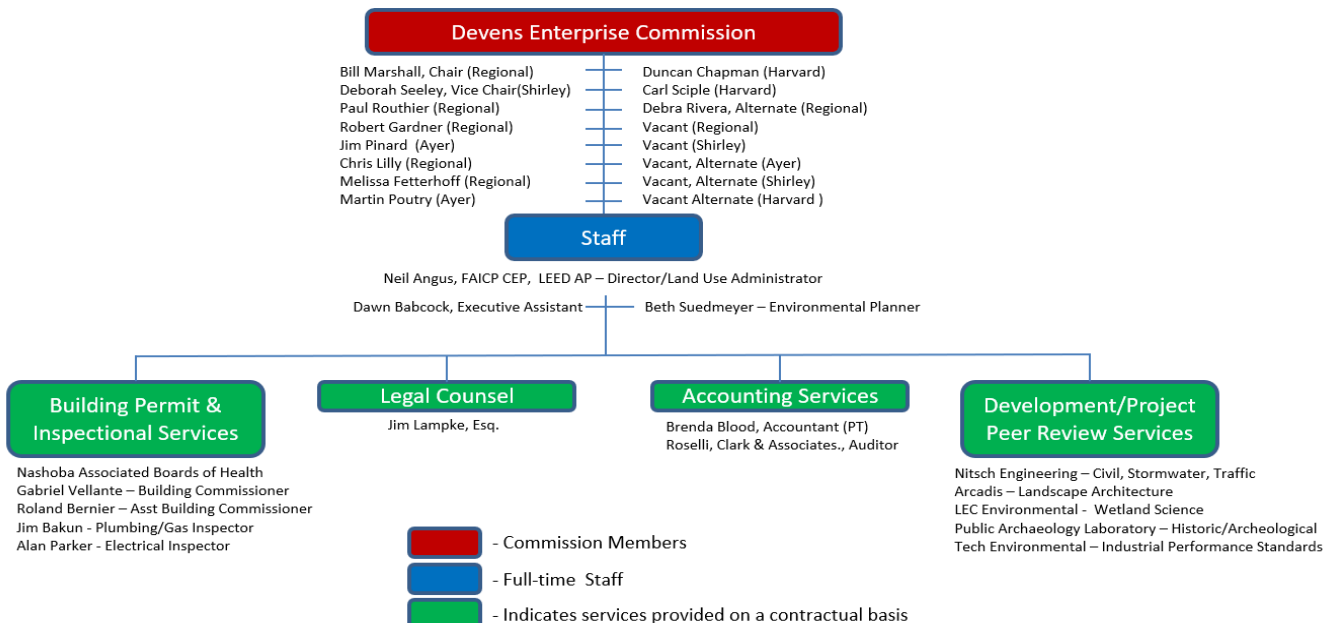 Devens Enterprise Commission
Bill Marshall, Chair (Regional)
Deborah Seeley, Vice Chair(Shirley)
Paul Routhier (Regional)
Robert Gardner (Regional)
Jim Pinard (Ayer)
Chris Lilly (Regional)
Melissa Fetterhoff (Regional)
Martin Poutry (Ayer)
Duncan Chapman (Harvard)
Carl Sciple (Harvard)
Debra Rivera, Alternate (Regional)
Vacant (Regional)
Vacant (Shirley)
Vacant, Alternate (Ayer)
Vacant, Alternate (Shirley)
Vacant Alternate (Harvard )
Staff
Neil Angus, FAICP CEP, LEED AP – Director/Land Use Administrator
Dawn Babcock, Executive Assistant
Beth Suedmeyer – Environmental Planner
Building Permit &
Inspectional Services
Nashoba Associated Boards of Health
Gabriel Vellante – Building Commissioner
Roland Bernier – Asst Building Commissioner
Jim Bakun - Plumbing/Gas Inspector
Alan Parker - Electrical Inspector
Legal Counsel
Jim Lampke, Esq.
Accounting Services
Brenda Blood, Accountant (PT)
Roselli, Clark & Associates., Auditor
Development/Project
Peer Review Services
Nitsch Engineering – Civil, Stormwater, Traffic
Arcadis – Landscape Architecture
LEC Environmental - Wetland Science
Public Archaeology Laboratory – Historic/Archeological
Tech Environmental – Industrial Performance Standards
- Commission Members
- Full-time Staff
- Indicates services provided on a contractual basis